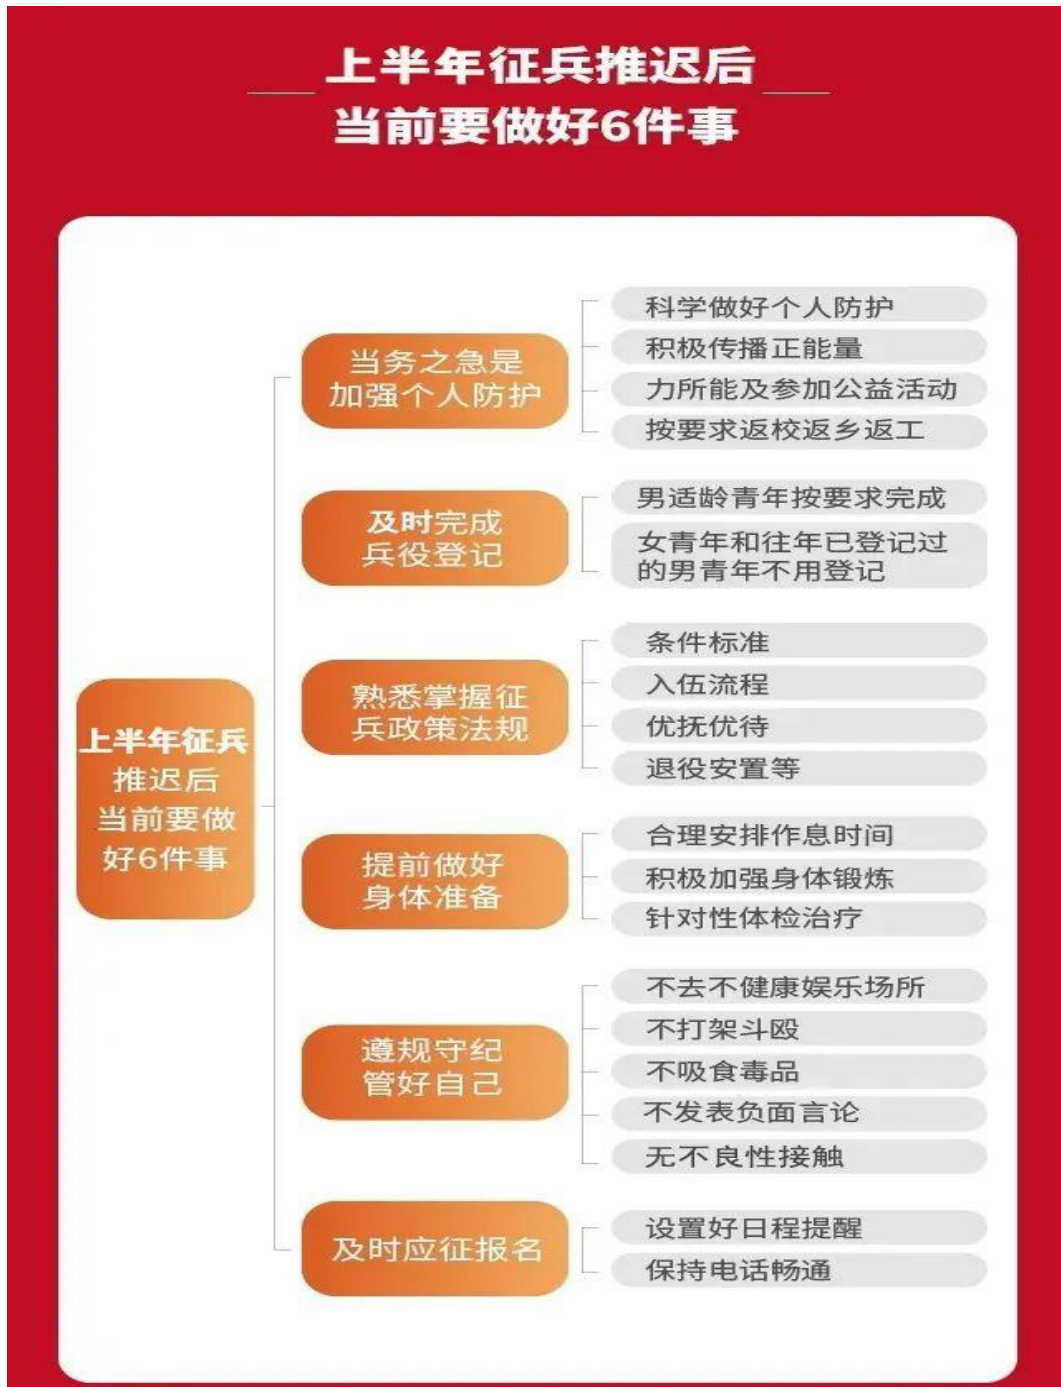 上半年征兵推迟后
当前要做好6件事
上半年征兵
推迟后
当前要做
好6件事
当务之急是
加强个人防护
科学做好个人防护
积极传播正能量
力所能及参加公益活动
按要求返校返乡返工
及时完成
兵役登记
男适龄青年按要求完成
女青年和往年已登记过
的男青年不用登记
熟悉掌握征
兵政策法规
条件标准
入伍流程
优抚优待
退役安置等
提前做好
身体准备
合理安排作息时间
积极加强身体锻炼
针对性体检治疗
遵规守纪
管好自己
不去不健康娱乐场所
不打架斗殴
不吸食毒品
不发表负面言论
无不良性接触
及时应征报名
设置好日程提醒
保持电话畅通